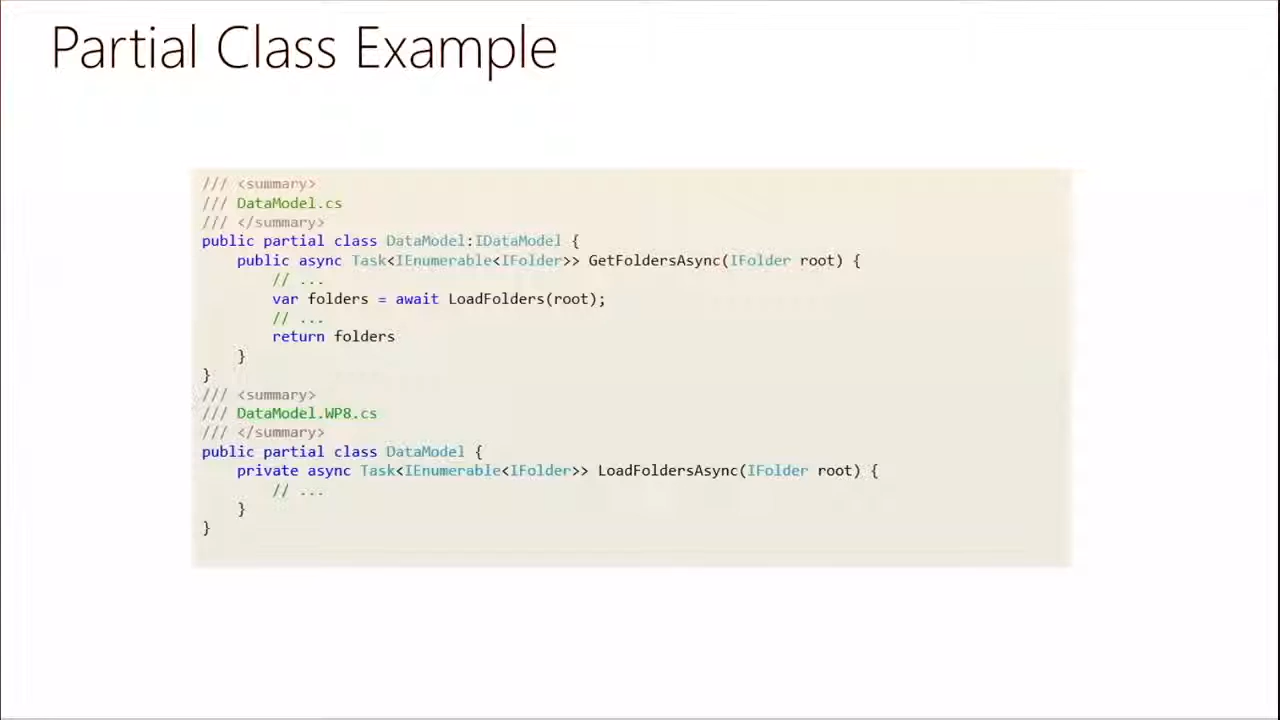 Partial Class Example
/// <summary>
/// DataModel.cs
/// </summary>
public partial class DataModel:IDataModel {
public async Task<IEnumerable<IFolder>> GetFoldersAsync(IFolder root) {
// ...
var folders = await LoadFolders(root);
// ...
return folders
}
}
/// <summary>
/// DataModel.WP8.cs
/// </summary>
public partial class DataModel {
private async Task<IEnumerable<IFolder>> LoadFoldersAsync(IFolder root) {
// ...
}
}